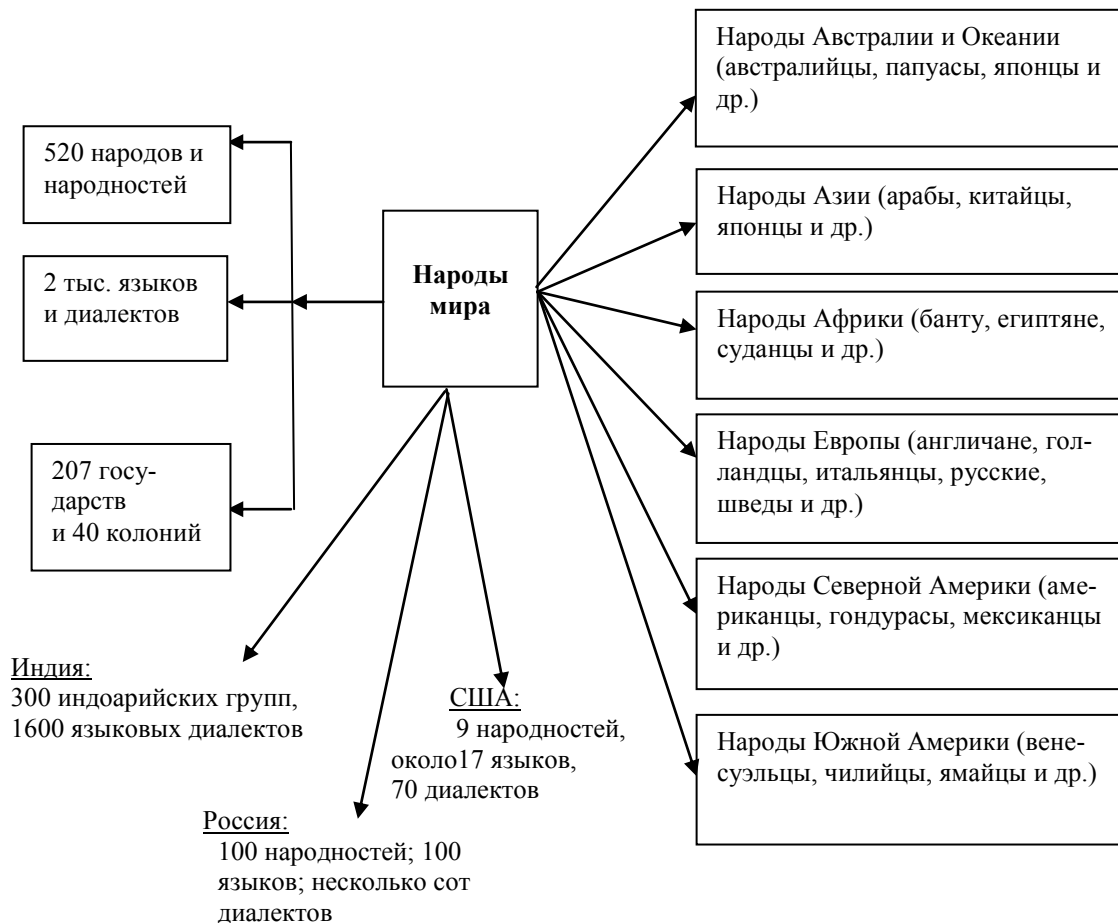 520 народов и
народностей
2 тыс. языков
и диалектов
207 госу-
дарств
и 40 колоний
Народы
мира
Народы Австралии и Океании
(австралийцы, папуасы, японцы и
др.)
Народы Азии (арабы, китайцы,
японцы и др.)
Народы Африки (банту, египтяне,
суданцы и др.)
Народы Европы (англичане, гол-
ландцы, итальянцы, русские,
шведы и др.)
Народы Северной Америки (аме-
риканцы, гондурасы, мексиканцы
и др.)
Народы Южной Америки (вене-
суэльцы, чилийцы, ямайцы и др.)
Индия:
300 индоарийских групп,
1600 языковых диалектов
США:
9 народностей,
около17 языков,
70 диалектов
Россия:
100 народностей; 100
языков; несколько сот
диалектов